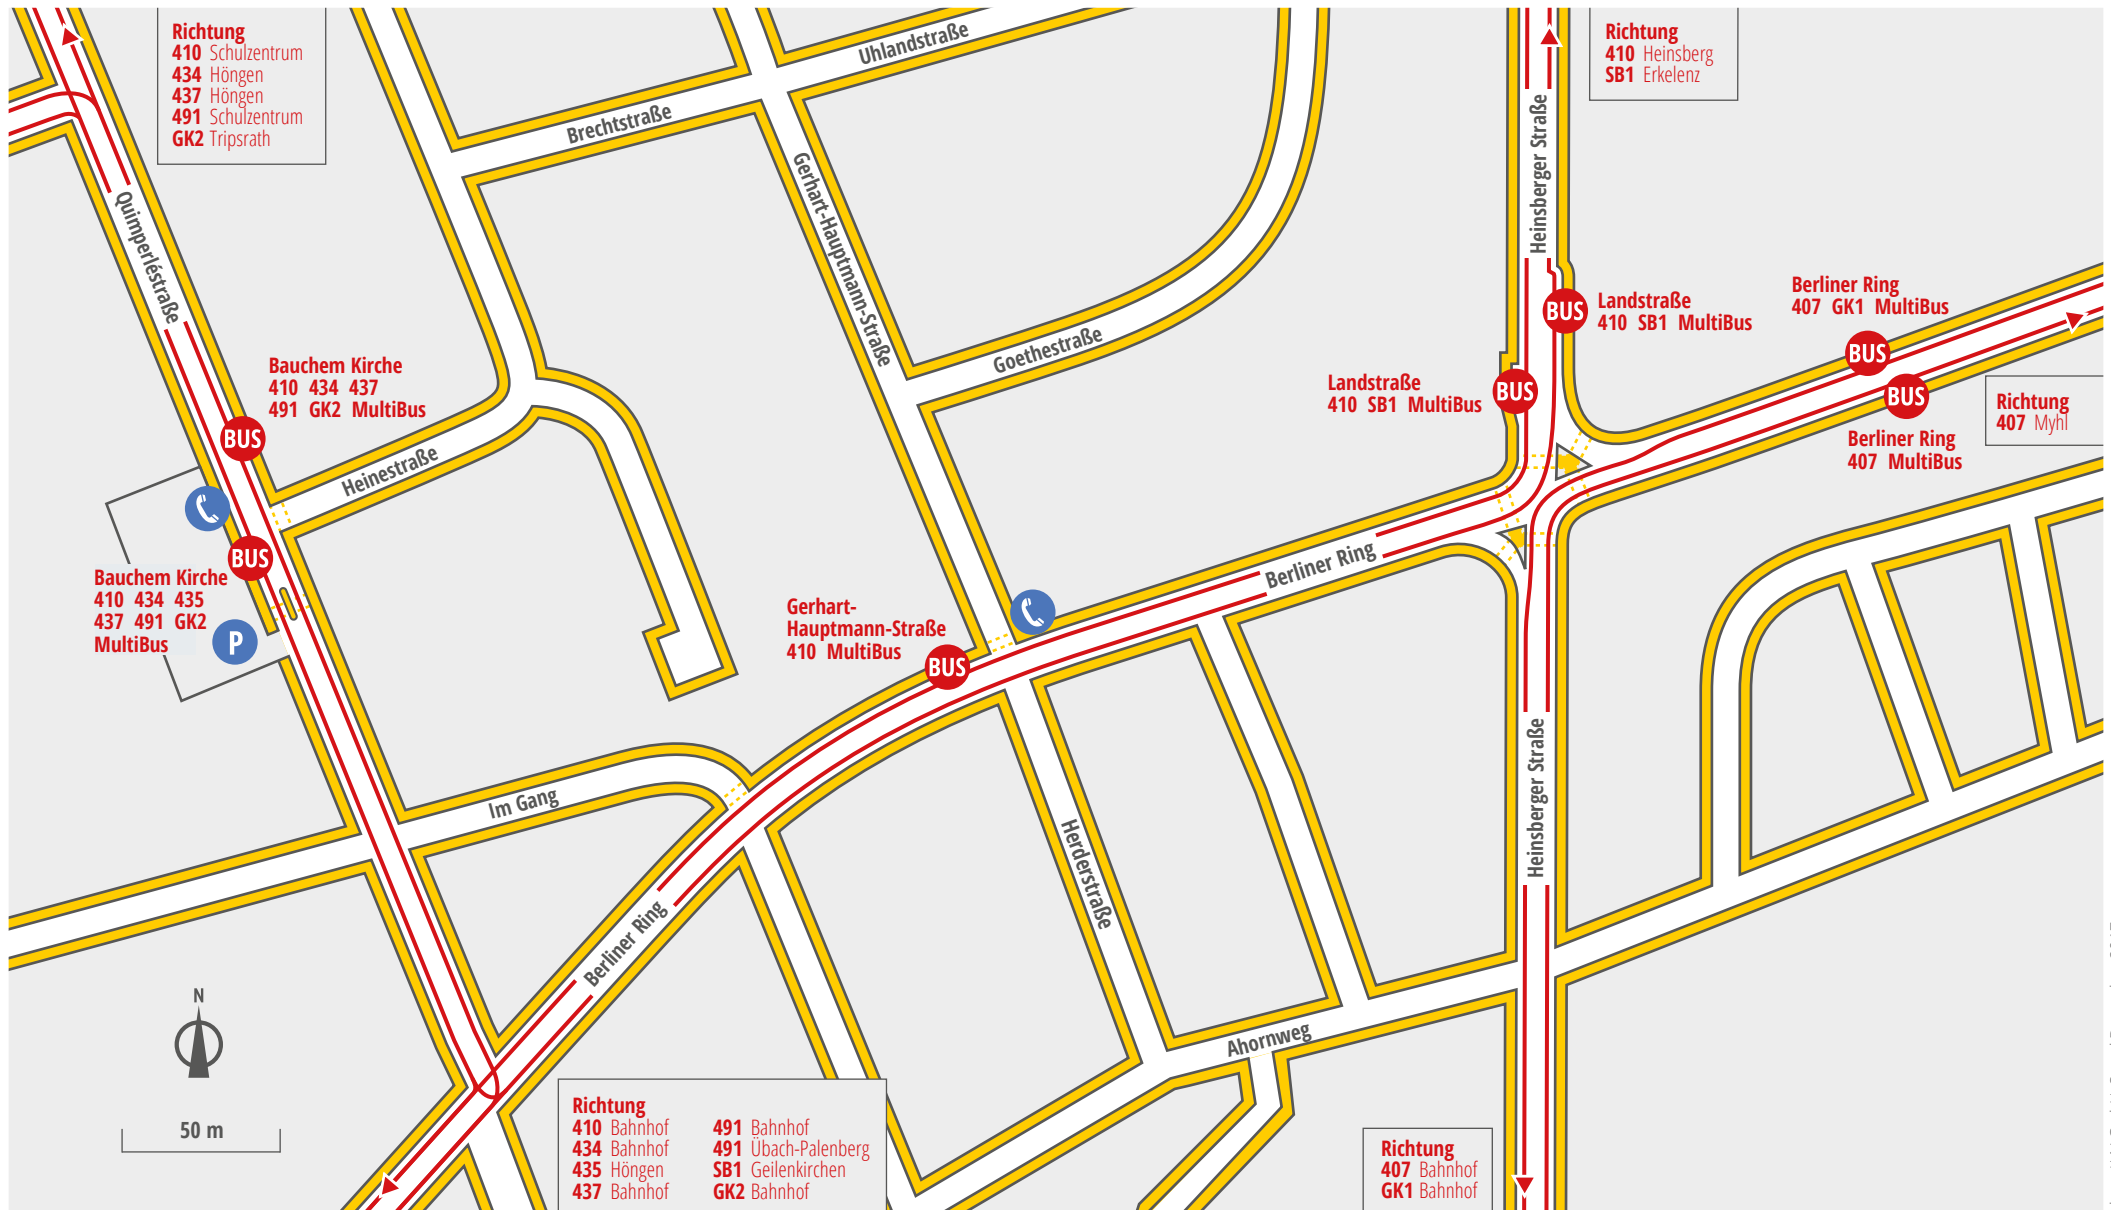 Richtung
410 Schulzentrum
434 Höngen
437 Höngen
491 Schulzentrum
GK2 Tripsrath
Uhlandstraße
Brechtstraße
Richtung
410 Heinsberg
SB1 Erkelenz
Heinsberger Straße
Quimperléstraße
Gerhart-Hauptmann-Straße
Goethestraße
Berliner Ring
407 GK1 MultiBus
BUS
Landstraße
410 SB1 MultiBus
BUS
Landstraße
410 SB1 MultiBus
BUS
BUS
Berliner Ring
407 MultiBus
Richtung
407 Myhl
Bauchem Kirche
410 434 437
491 GK2 MultiBus
BUS
Heinestraße
BUS
Bauchem Kirche
410 434 435
437 491 GK2
MultiBus
P
Gerhart-
Hauptmann-Straße
410 MultiBus
BUS
Berliner Ring
Im Gang
Herderstraße
Heinsberger Straße
Berliner Ring
Ahornweg
N
50 m
Richtung
410 Bahnhof
434 Bahnhof
435 Höngen
437 Bahnhof
491 Bahnhof
491 Übach-Palenberg
SB1 Geilenkirchen
GK2 Bahnhof
Richtung
407 Bahnhof
GK1 Bahnhof